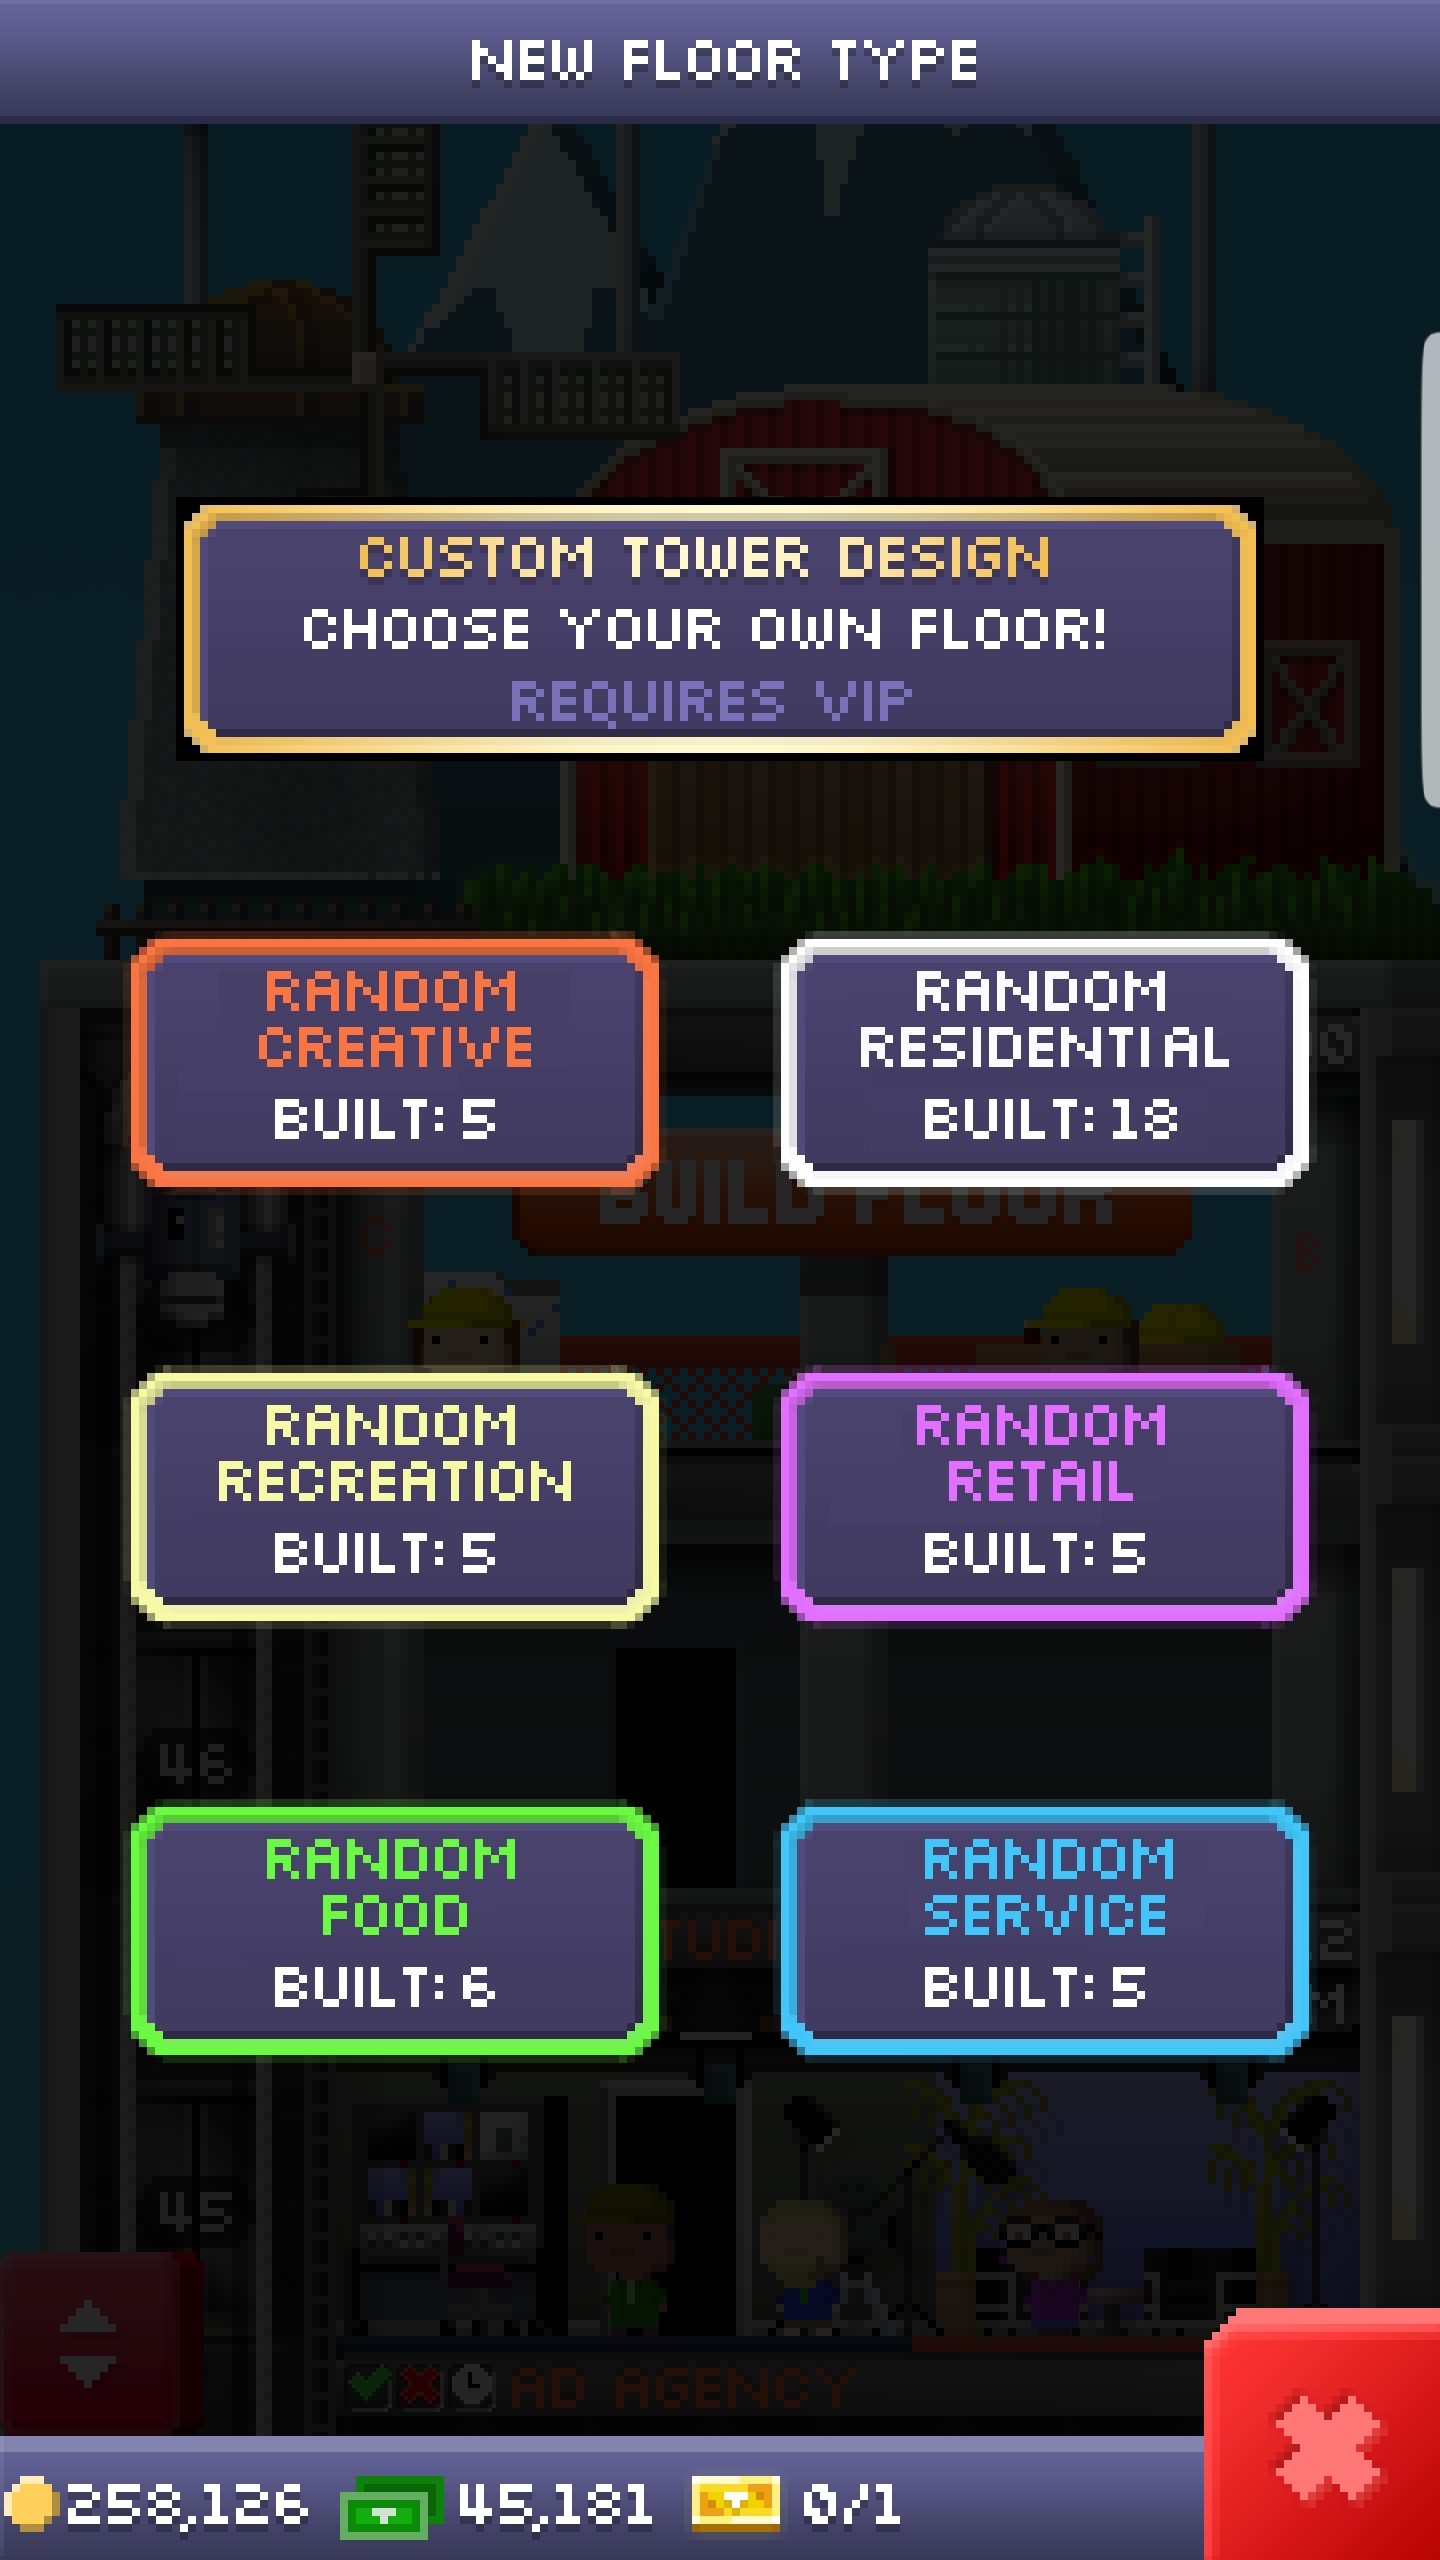 NEW FLOOR TYPE
CUSTOM TOWER DESIGN
CHOOSE YOUR OWN FLOOR!
REQUIRES VIP
RANDOM
CREATIVE
BUILT: 5
RANDOM
RESIDENTIAL
BUILT: 18
BUILD FLOOR
C
B
RANDOM
RECREATION
BUILT: 5
RANDOM
RETAIL
BUILT: 5
46
RANDOM
FOOD
BUILT: 6
RANDOM
SERVICE
BUILT: 5
45
AD AGENCY
258,126
45,181
0/1